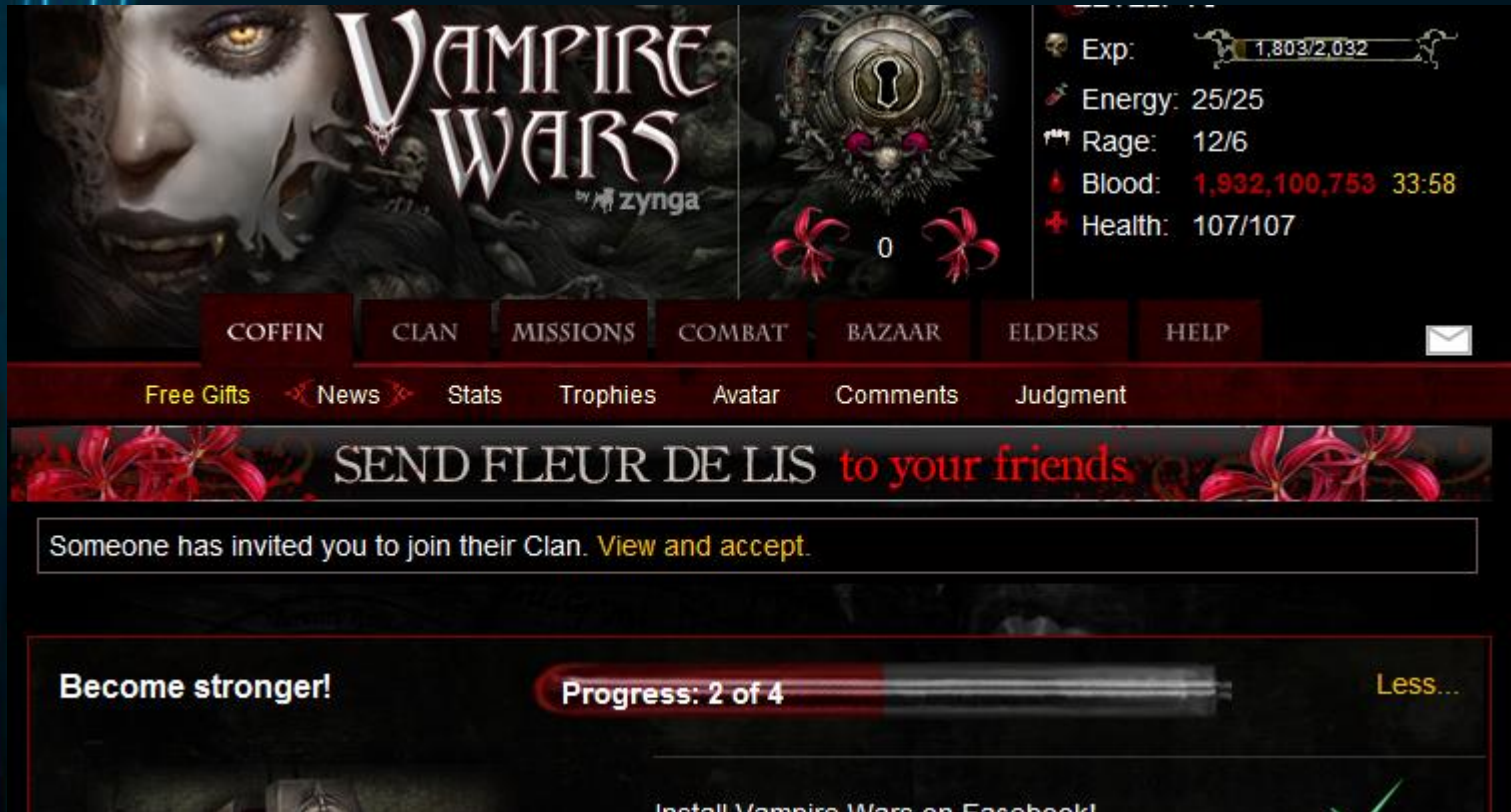 VAMPIRE
WARS
by zynga
0
Exp: 1,803/2,032
Energy: 25/25
Rage: 12/6
Blood: 1,932,100,753 33:58
Health: 107/107
COFFIN CLAN MISSIONS COMBAT BAZAAR ELDERS HELP
Free Gifts News Stats Trophies Avatar Comments Judgment
SEND FLEUR DE LIS to your friends
Someone has invited you to join their Clan. View and accept.
Become stronger! Progress: 2 of 4 Less...
Install Vampire Wars on Facebook!